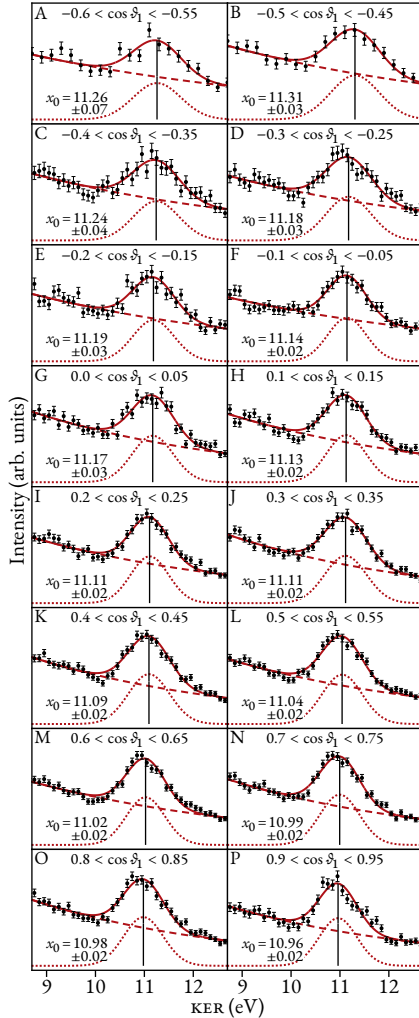 A −0.6 < cos ϑ₁ < −0.55
x₀ = 11.26
±0.07
B −0.5 < cos ϑ₁ < −0.45
x₀ = 11.31
±0.03
C −0.4 < cos ϑ₁ < −0.35
x₀ = 11.24
±0.04
D −0.3 < cos ϑ₁ < −0.25
x₀ = 11.18
±0.03
E −0.2 < cos ϑ₁ < −0.15
x₀ = 11.19
±0.03
F −0.1 < cos ϑ₁ < −0.05
x₀ = 11.14
±0.02
G 0.0 < cos ϑ₁ < 0.05
x₀ = 11.17
±0.03
H 0.1 < cos ϑ₁ < 0.15
x₀ = 11.13
±0.02
I 0.2 < cos ϑ₁ < 0.25
x₀ = 11.11
±0.02
J 0.3 < cos ϑ₁ < 0.35
x₀ = 11.11
±0.02
K 0.4 < cos ϑ₁ < 0.45
x₀ = 11.09
±0.02
L 0.5 < cos ϑ₁ < 0.55
x₀ = 11.04
±0.02
M 0.6 < cos ϑ₁ < 0.65
x₀ = 11.02
±0.02
N 0.7 < cos ϑ₁ < 0.75
x₀ = 10.99
±0.02
O 0.8 < cos ϑ₁ < 0.85
x₀ = 10.98
±0.02
P 0.9 < cos ϑ₁ < 0.95
x₀ = 10.96
±0.02
Intensity (arb. units)
9 10 11 12 9 10 11 12
KER (eV)